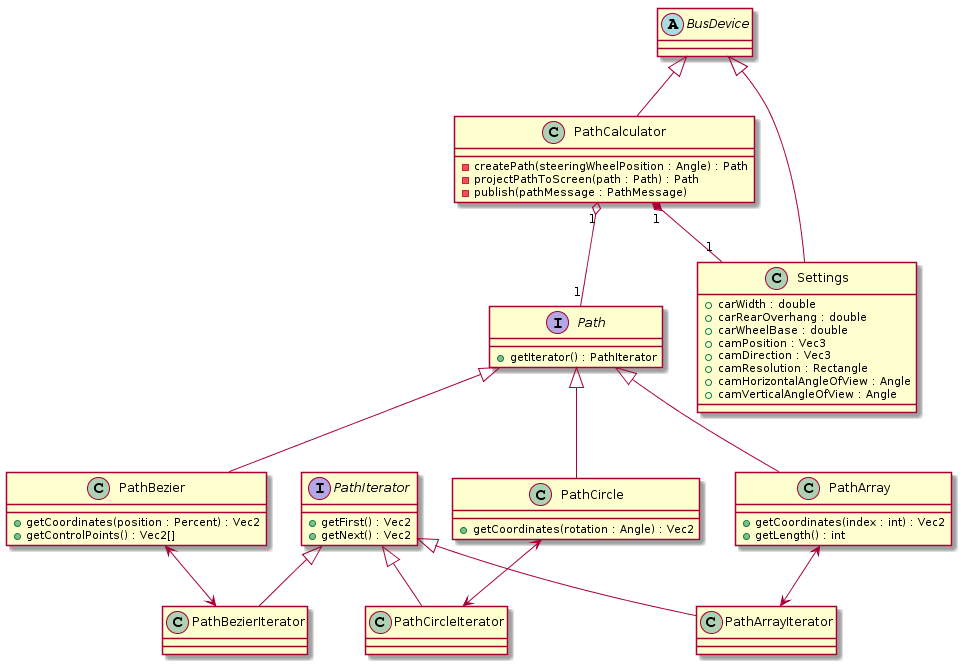 A BusDevice
C PathCalculator
createPath(steeringWheelPosition : Angle) : Path
projectPathToScreen(path : Path) : Path
publish(pathMessage : PathMessage)
1
1
1
1
C Settings
carWidth : double
carRearOverhang : double
carWheelBase : double
camPosition : Vec3
camDirection : Vec3
camResolution : Rectangle
camHorizontalAngleOfView : Angle
camVerticalAngleOfView : Angle
I Path
getIterator() : PathIterator
C PathBezier
getCoordinates(position : Percent) : Vec2
getControlPoints() : Vec2[]
I PathIterator
getFirst() : Vec2
getNext() : Vec2
C PathCircle
getCoordinates(rotation : Angle) : Vec2
C PathArray
getCoordinates(index : int) : Vec2
getLength() : int
C PathBezierIterator
C PathCircleIterator
C PathArrayIterator